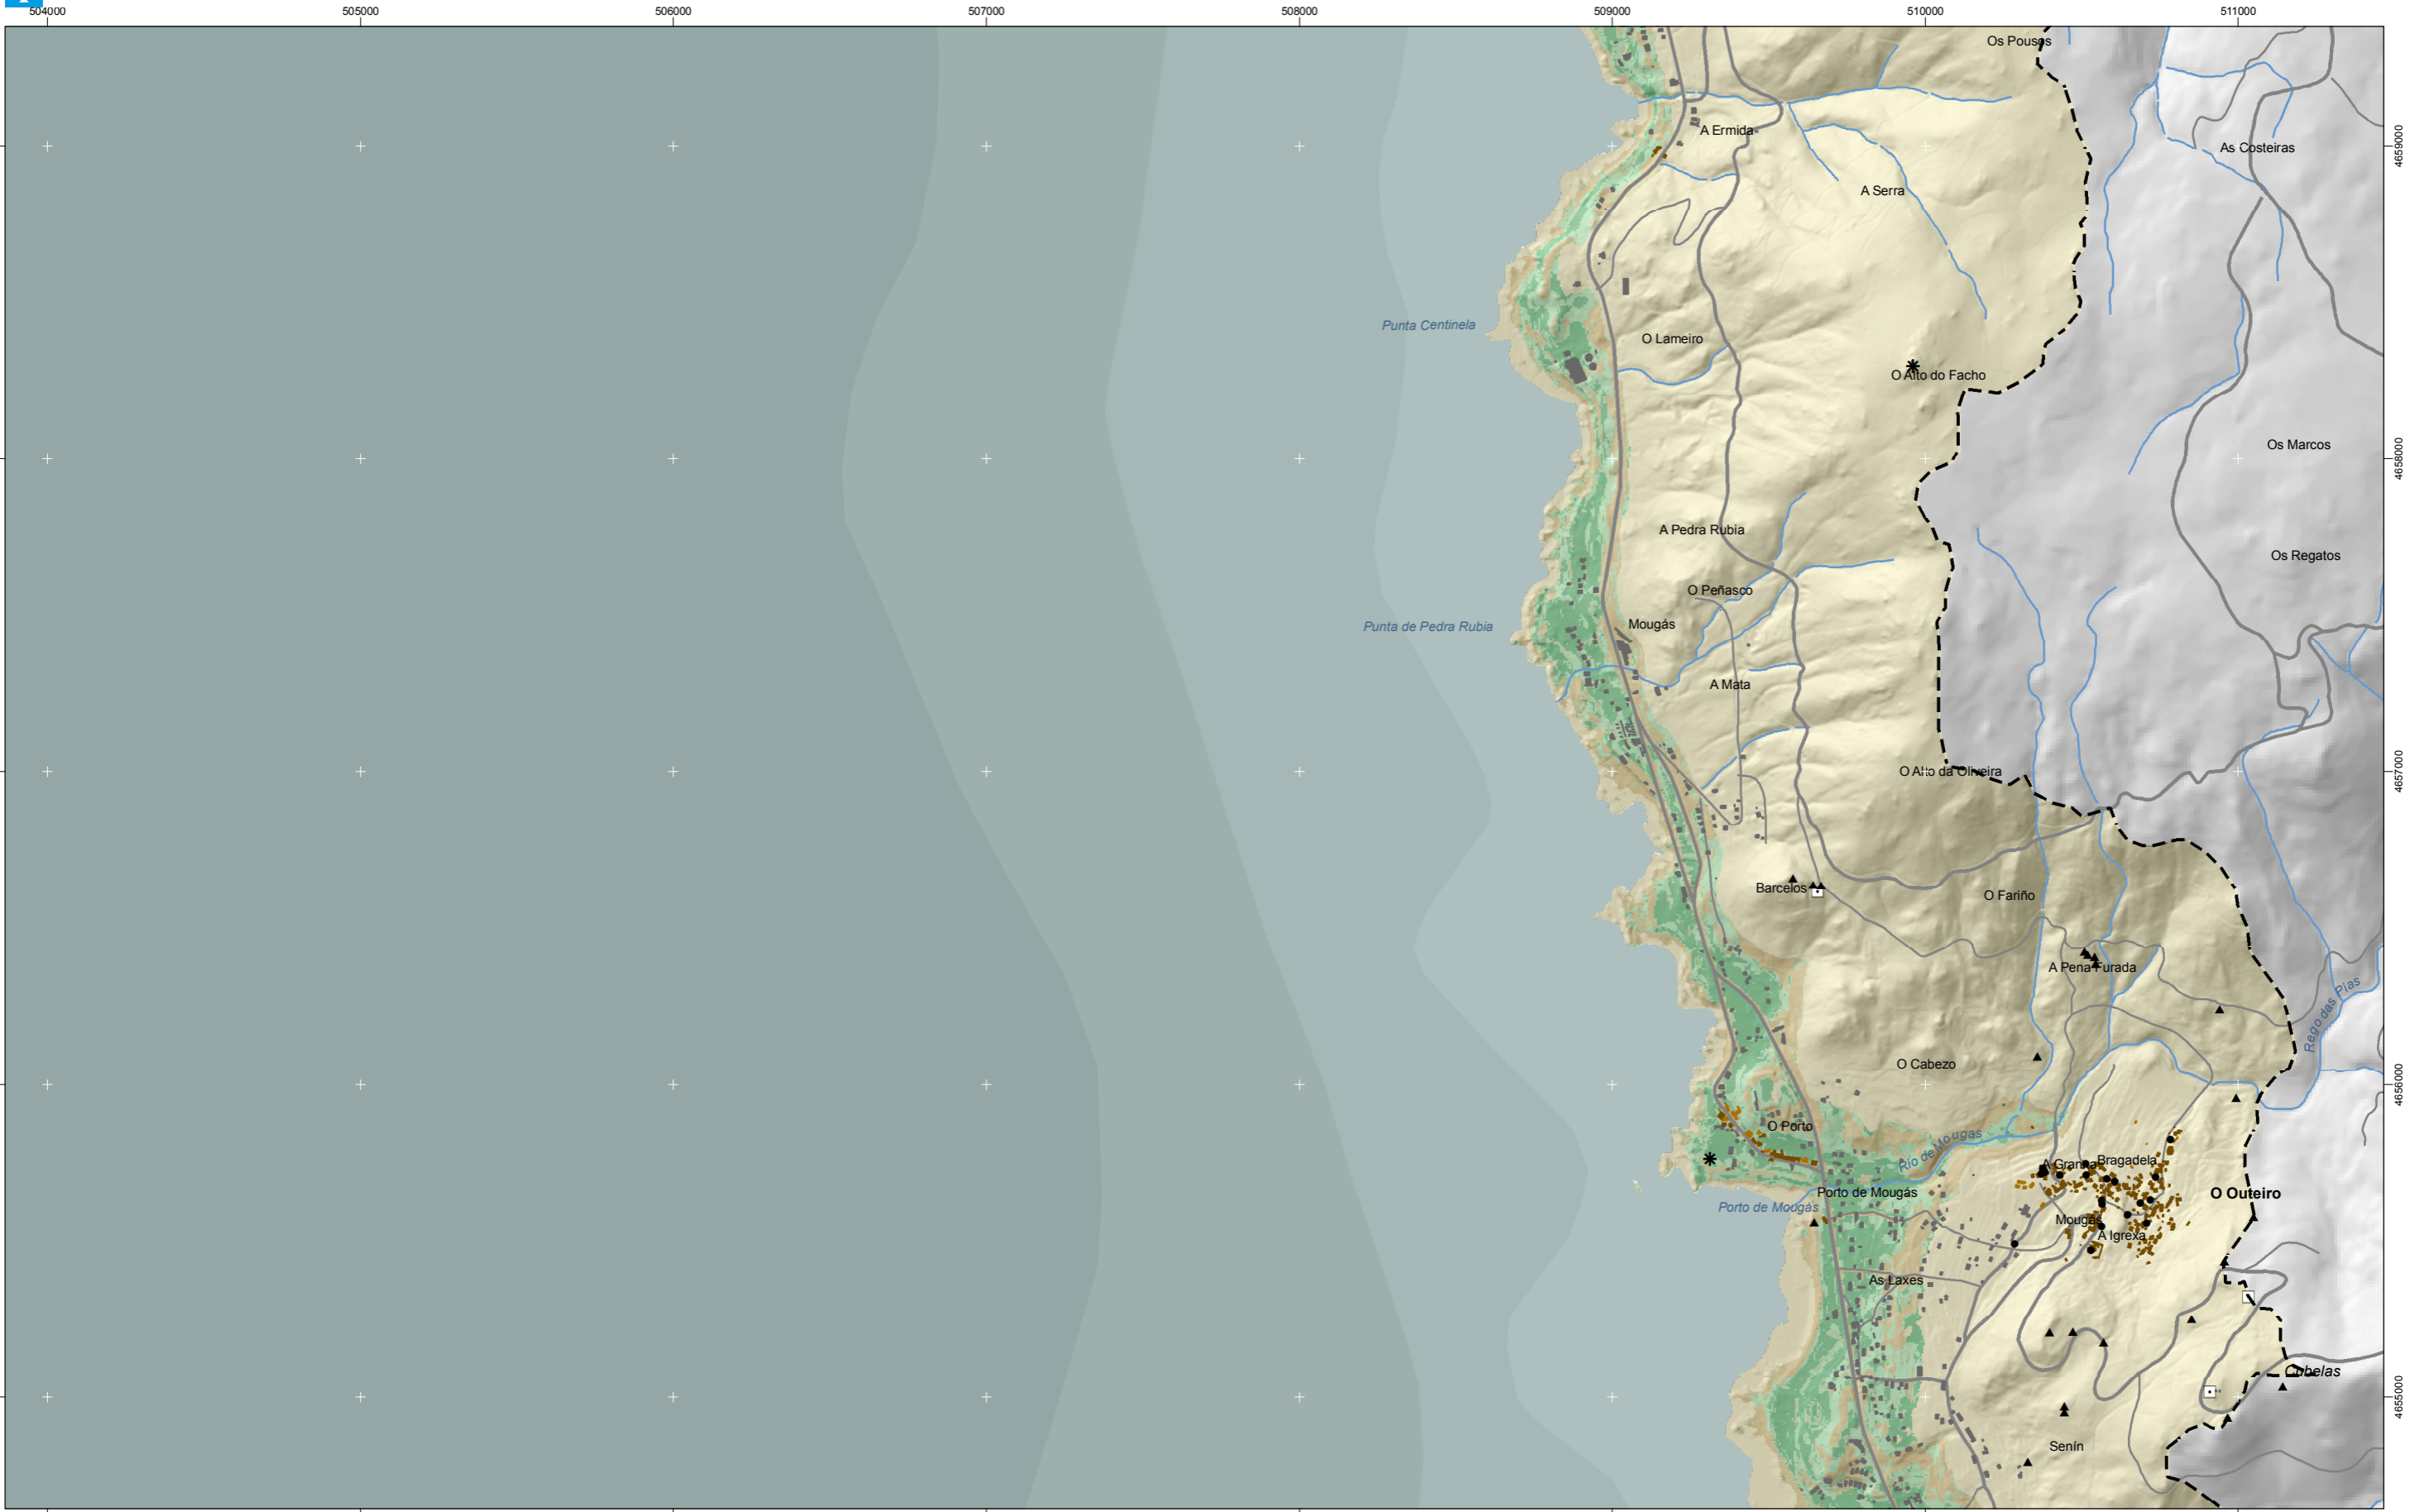 504000 505000 506000 507000 508000 509000 510000 511000
Os Pousos
A Ermida
4659000
As Costeiras
A Serra
Punta Centinela
O Lameiro
O Alto do Facho
Os Marcos
4658000
A Pedra Rubia
Os Regatos
O Peñasco
Mougás
Punta de Pedra Rubia
A Mata
O Alto da Oliveira
4657000
Barcelos
O Fariño
A Pena Furada
Rego das Pias
O Cabezo
4656000
O Porto
Río de Mougas
A Granxa
Bragadela
Porto de Mougás
O Outeiro
Porto de Mougás
Mougás
A Igrexa
As Laxes
Cubelas
4655000
Senín